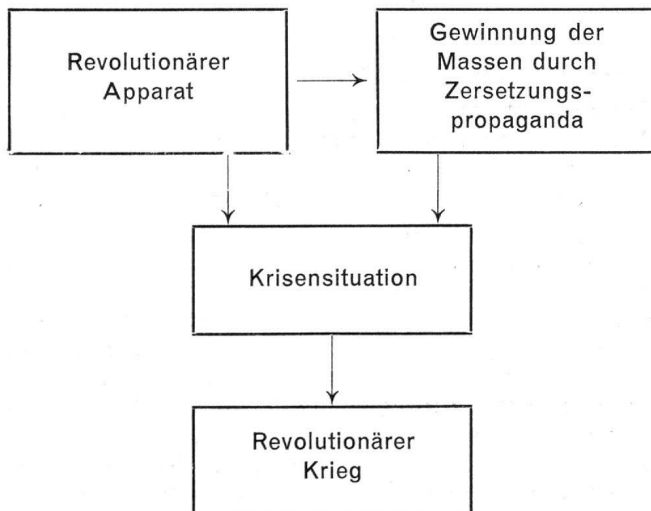 Revolutionärer
Apparat
Gewinnung der
Massen durch
Zersetzungs-
propaganda
Krisensituation
Revolutionärer
Krieg